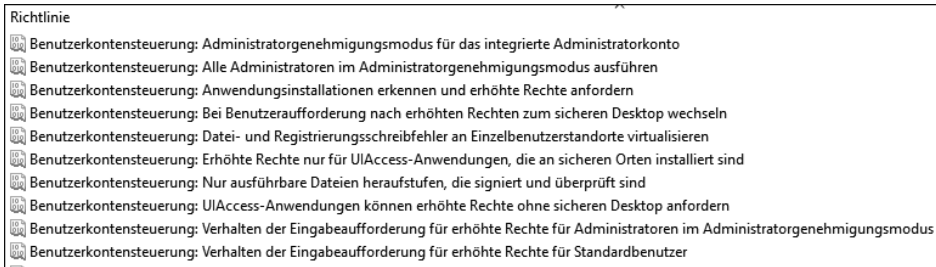 Richtlinie
Benutzerkontensteuerung: Administratorgenehmigungsmodus für das integrierte Administratorkonto
Benutzerkontensteuerung: Alle Administratoren im Administratorgenehmigungsmodus ausführen
Benutzerkontensteuerung: Anwendungsinstallationen erkennen und erhöhte Rechte anfordern
Benutzerkontensteuerung: Bei Benutzeraufforderung nach erhöhten Rechten zum sicheren Desktop wechseln
Benutzerkontensteuerung: Datei- und Registrierungsschreibfehler an Einzelbenutzerstandorte virtualisieren
Benutzerkontensteuerung: Erhöhte Rechte nur für UIAccess-Anwendungen, die an sicheren Orten installiert sind
Benutzerkontensteuerung: Nur ausführbare Dateien heraufstufen, die signiert und überprüft sind
Benutzerkontensteuerung: UIAccess-Anwendungen können erhöhte Rechte ohne sicheren Desktop anfordern
Benutzerkontensteuerung: Verhalten der Eingabeaufforderung für erhöhte Rechte für Administratoren im Administratorgenehmigungsmodus
Benutzerkontensteuerung: Verhalten der Eingabeaufforderung für erhöhte Rechte für Standardbenutzer